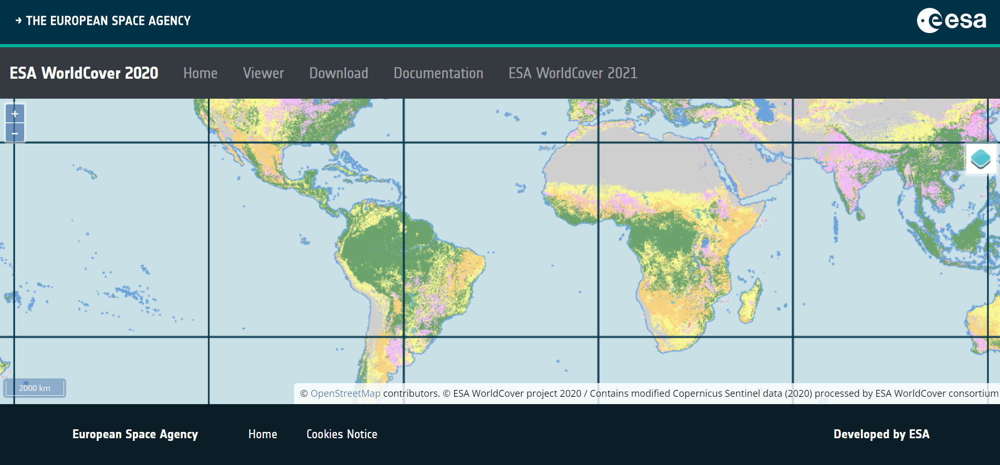 → THE EUROPEAN SPACE AGENCY
esa
ESA WorldCover 2020 Home Viewer Download Documentation ESA WorldCover 2021
+
−
2000 km
© OpenStreetMap contributors. © ESA WorldCover project 2020 / Contains modified Copernicus Sentinel data (2020) processed by ESA WorldCover consortium
European Space Agency Home Cookies Notice Developed by ESA